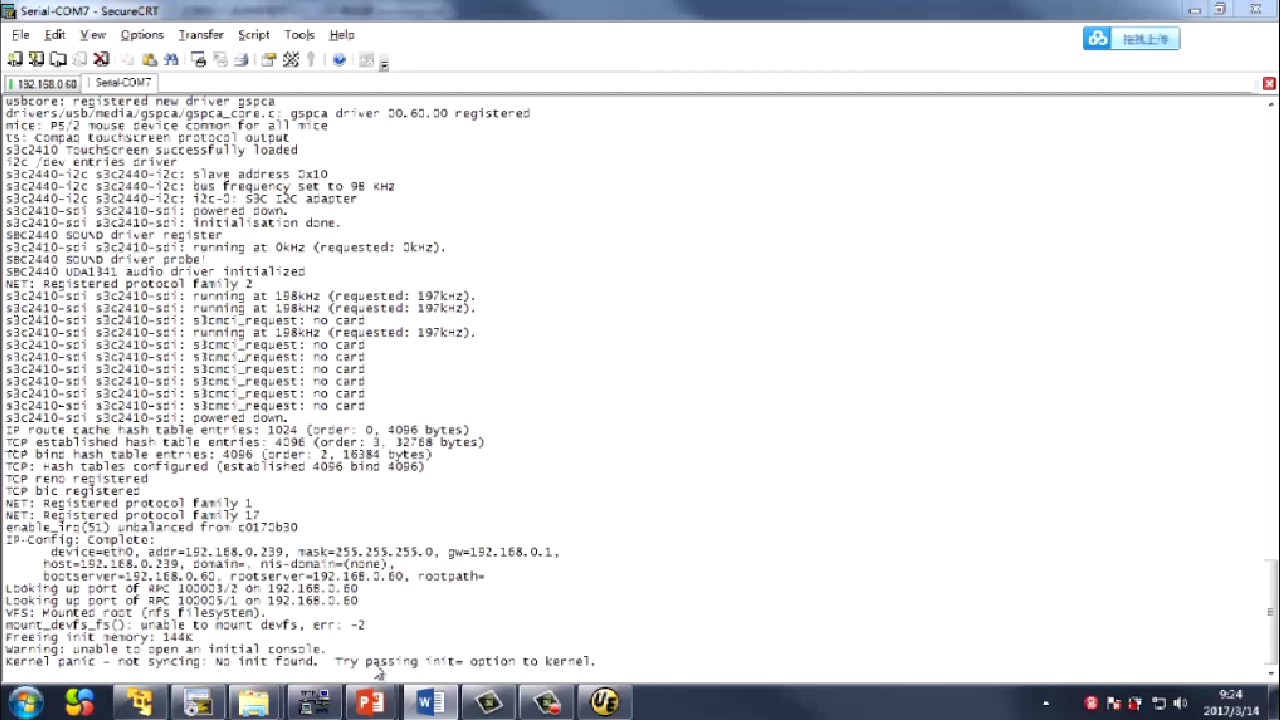 Serial-COM7 - SecureCRT
File Edit View Options Transfer Script Tools Help
拖拽上传
192.168.0.60 Serial-COM7
usbcore: registered new driver gspca
drivers/usb/media/gspca/gspca_core.c: gspca driver 00.60.00 registered
mice: PS/2 mouse device common for all mice
ts: Compaq touchscreen protocol output
s3c2410 TouchScreen successfully loaded
i2c /dev entries driver
s3c2440-i2c s3c2440-i2c: slave address 0x10
s3c2440-i2c s3c2440-i2c: bus frequency set to 98 KHz
s3c2440-i2c s3c2440-i2c: i2c-0: S3C I2C adapter
s3c2410-sdi s3c2410-sdi: powered down.
s3c2410-sdi s3c2410-sdi: initialisation done.
SBC2440 SOUND driver register
s3c2410-sdi s3c2410-sdi: running at 0kHz (requested: 0kHz).
SBC2440 SOUND driver probe!
SBC2440 UDA1341 audio driver initialized
NET: Registered protocol family 2
s3c2410-sdi s3c2410-sdi: running at 198kHz (requested: 197kHz).
s3c2410-sdi s3c2410-sdi: running at 198kHz (requested: 197kHz).
s3c2410-sdi s3c2410-sdi: s3cmci_request: no card
s3c2410-sdi s3c2410-sdi: running at 198kHz (requested: 197kHz).
s3c2410-sdi s3c2410-sdi: s3cmci_request: no card
s3c2410-sdi s3c2410-sdi: s3cmci_request: no card
s3c2410-sdi s3c2410-sdi: s3cmci_request: no card
s3c2410-sdi s3c2410-sdi: s3cmci_request: no card
s3c2410-sdi s3c2410-sdi: s3cmci_request: no card
s3c2410-sdi s3c2410-sdi: s3cmci_request: no card
s3c2410-sdi s3c2410-sdi: powered down.
IP route cache hash table entries: 1024 (order: 0, 4096 bytes)
TCP established hash table entries: 4096 (order: 3, 32768 bytes)
TCP bind hash table entries: 4096 (order: 2, 16384 bytes)
TCP: Hash tables configured (established 4096 bind 4096)
TCP reno registered
TCP bic registered
NET: Registered protocol family 1
NET: Registered protocol family 17
enable_irq(51) unbalanced from c0173b30
IP-Config: Complete:
device=eth0, addr=192.168.0.239, mask=255.255.255.0, gw=192.168.0.1,
host=192.168.0.239, domain=, nis-domain=(none),
bootserver=192.168.0.60, rootserver=192.168.0.60, rootpath=
Looking up port of RPC 100003/2 on 192.168.0.60
Looking up port of RPC 100005/1 on 192.168.0.60
VFS: Mounted root (nfs filesystem).
mount_devfs_fs(): unable to mount devfs, err: -2
Freeing init memory: 144K
Warning: unable to open an initial console.
Kernel panic - not syncing: No init found.  Try passing init= option to kernel.
9:24
2017/3/14